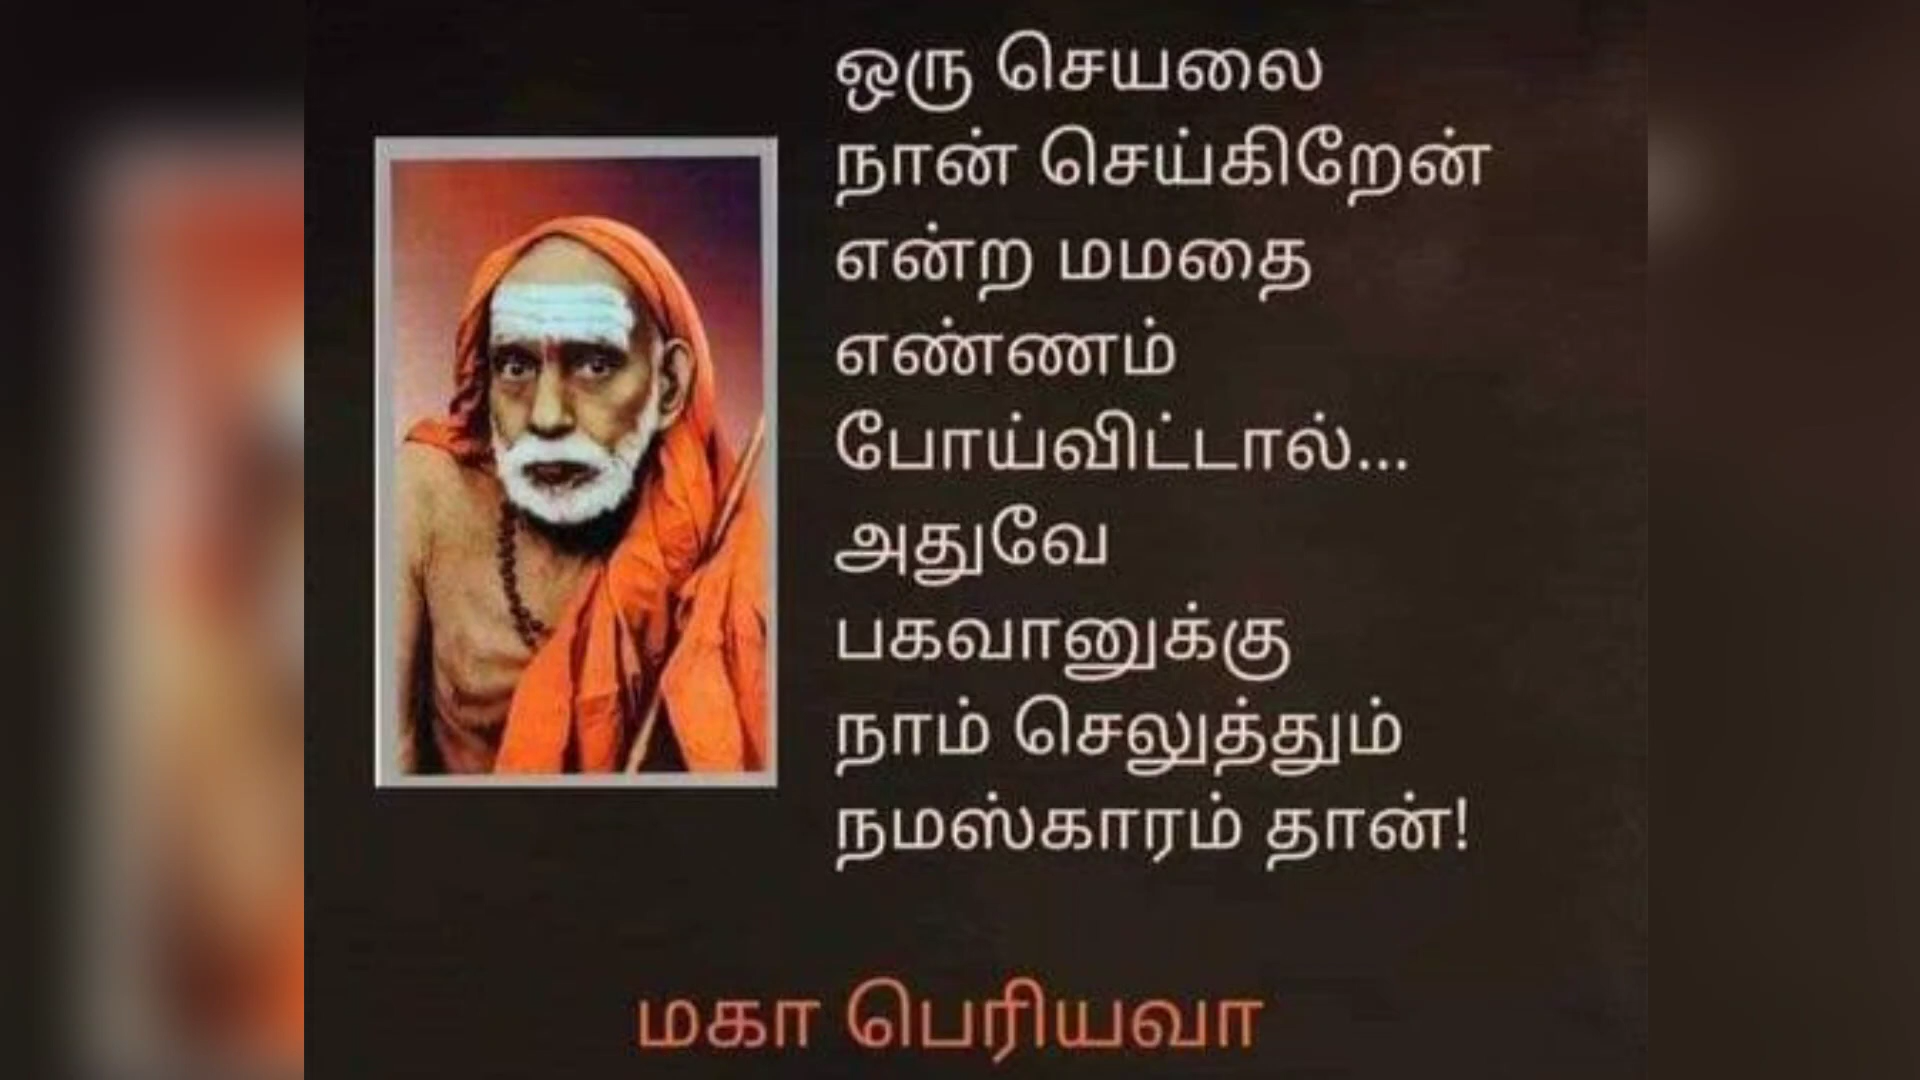 ஒரு செயலை
நான் செய்கிறேன்
என்ற மமதை
எண்ணம்
போய்விட்டால்...
அதுவே
பகவானுக்கு
நாம் செலுத்தும்
நமஸ்காரம் தான்!
மகா பெரியவா